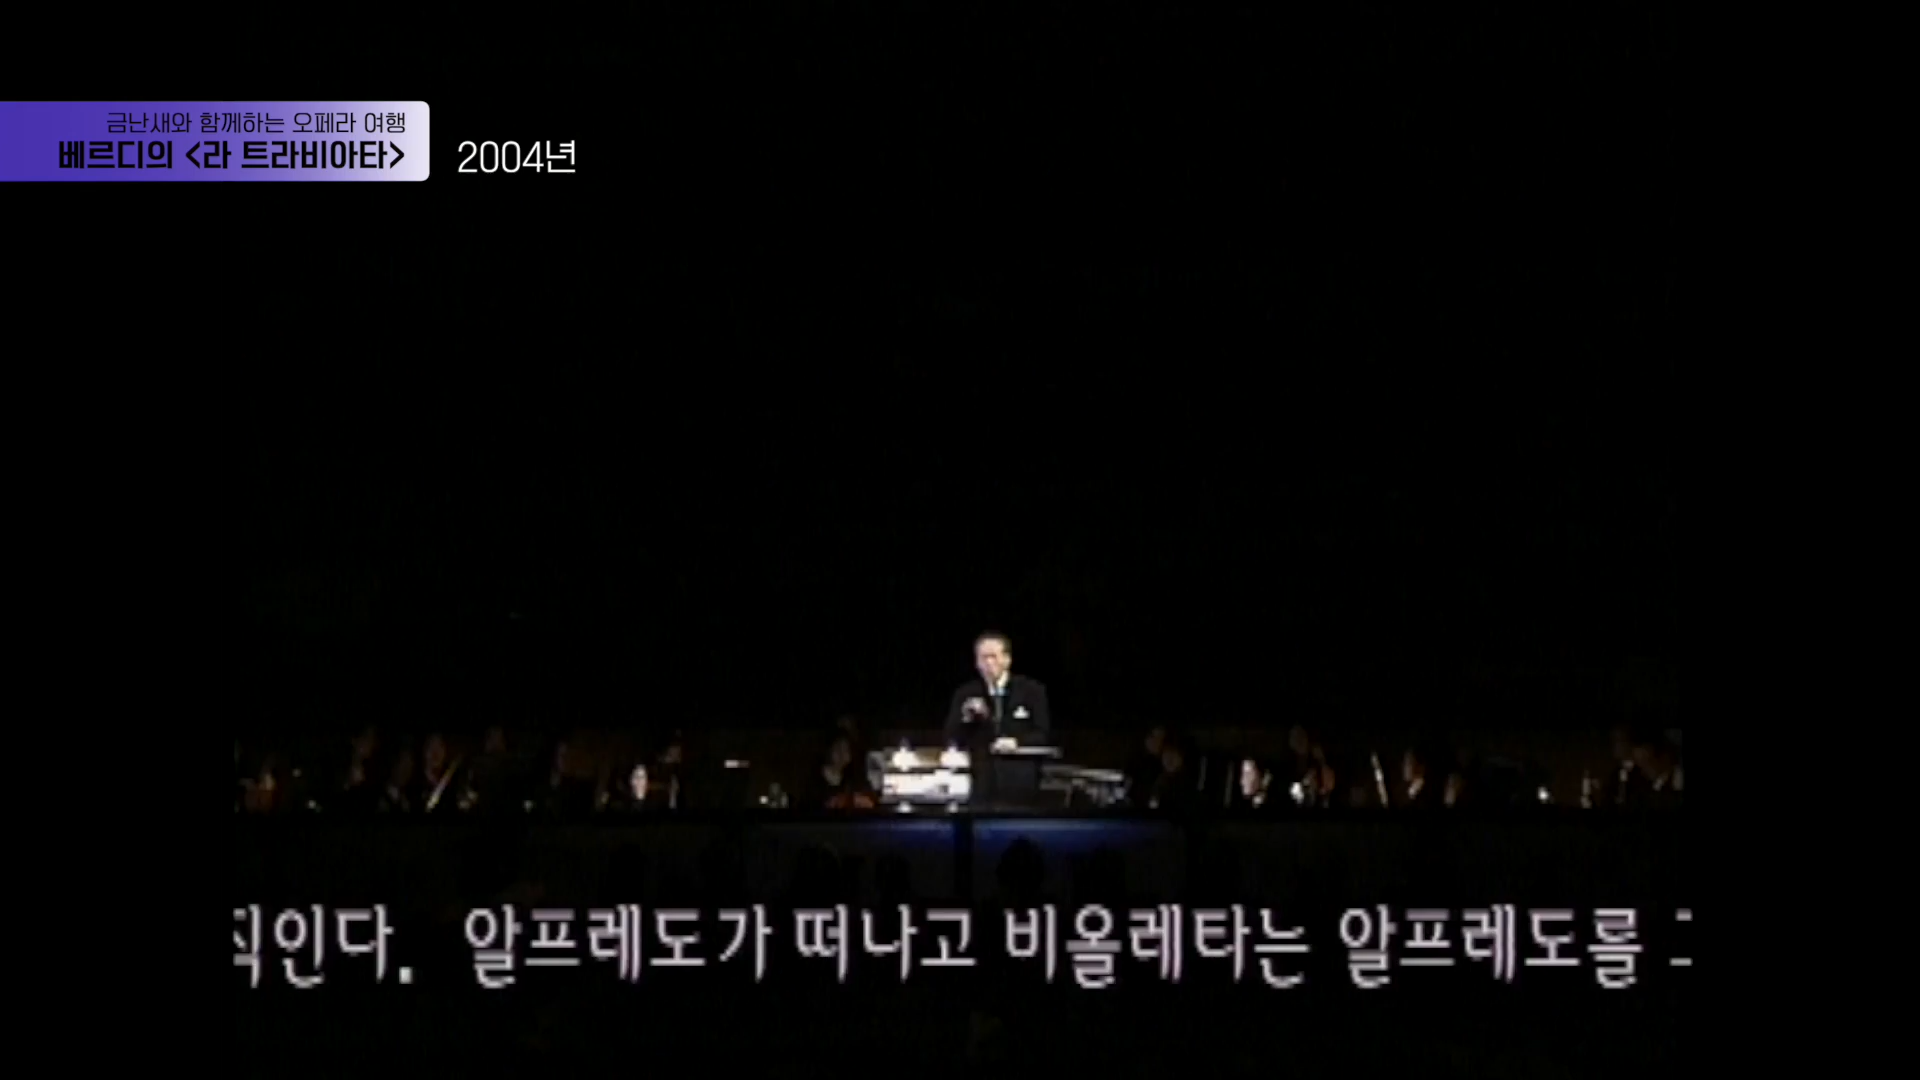 금난새와 함께하는 오페라 여행
베르디의 <라 트라비아타>
2004년
인다. 알프레도가 떠나고 비올레타는 알프레도를